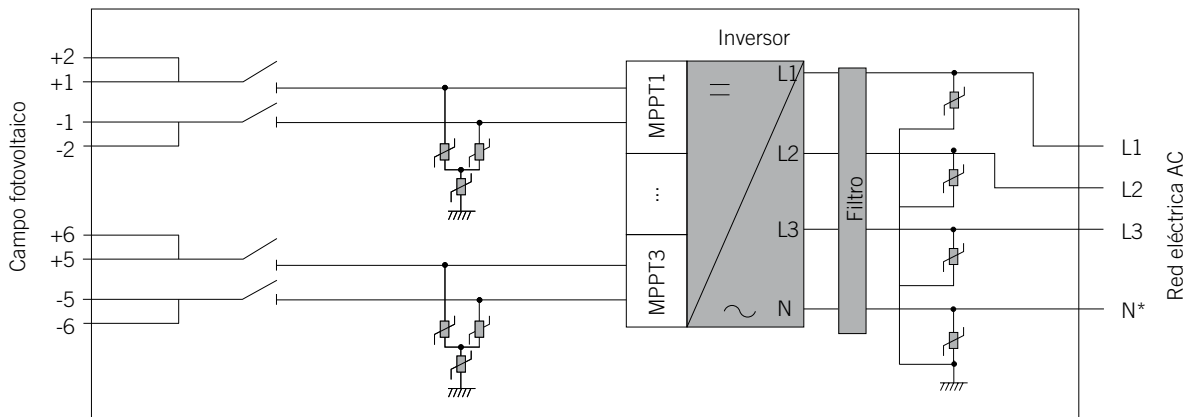 Inversor
Campo fotovoltaico
+2
+1
-1
-2
+6
+5
-5
-6
MPPT1
...
MPPT3
L1
L2
L3
N
Filtro
L1
L2
L3
N*
Red eléctrica AC